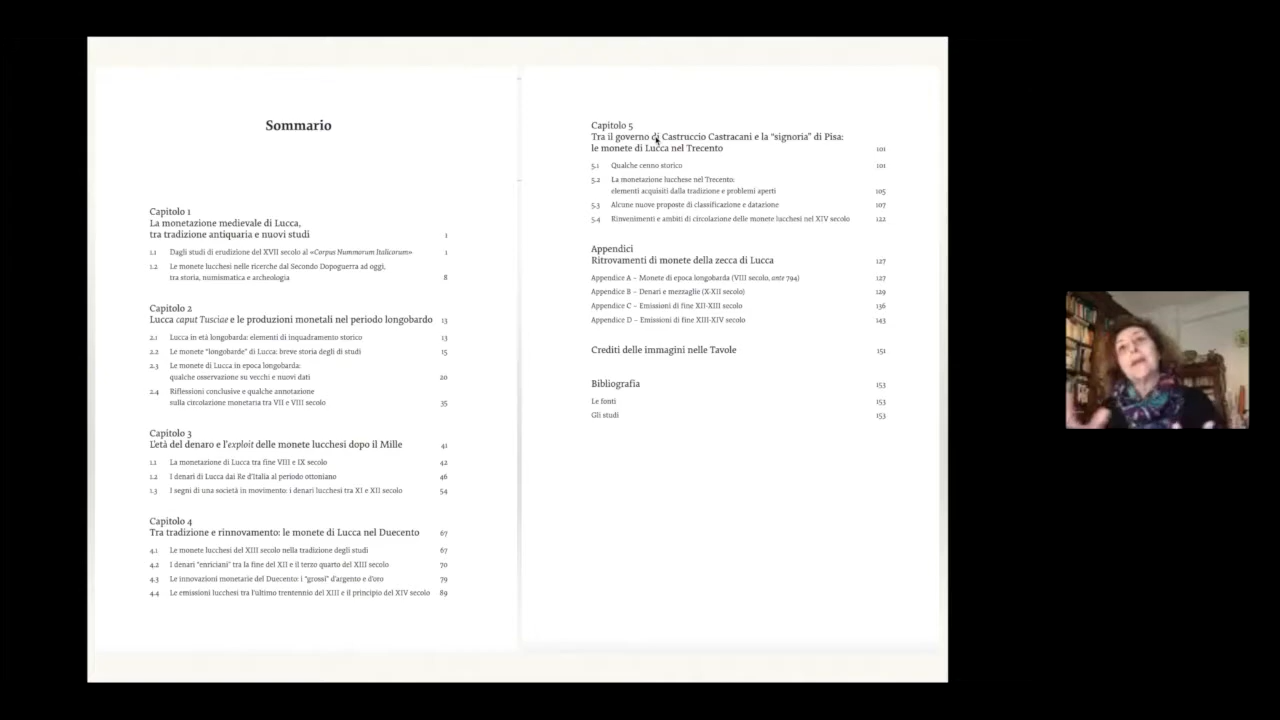 Sommario
Capitolo 1
La monetazione medievale di Lucca,
tra tradizione antiquaria e nuovi studi 1
1.1 Dagli studi di erudizione del XVII secolo al «Corpus Nummorum Italicorum» 1
1.2 Le monete lucchesi nelle ricerche dal Secondo Dopoguerra ad oggi,
tra storia, numismatica e archeologia 8
Capitolo 2
Lucca caput Tusciae e le produzioni monetali nel periodo longobardo 13
2.1 Lucca in età longobarda: elementi di inquadramento storico 13
2.2 Le monete "longobarde" di Lucca: breve storia degli di studi 15
2.3 Le monete di Lucca in epoca longobarda:
qualche osservazione su vecchi e nuovi dati 20
2.4 Riflessioni conclusive e qualche annotazione
sulla circolazione monetaria tra VII e VIII secolo 35
Capitolo 3
L'età del denaro e l'exploit delle monete lucchesi dopo il Mille 41
1.1 La monetazione di Lucca tra fine VIII e IX secolo 42
1.2 I denari di Lucca dai Re d'Italia al periodo ottoniano 46
1.3 I segni di una società in movimento: i denari lucchesi tra XI e XII secolo 54
Capitolo 4
Tra tradizione e rinnovamento: le monete di Lucca nel Duecento 67
4.1 Le monete lucchesi del XIII secolo nella tradizione degli studi 67
4.2 I denari "enriciani" tra la fine del XII e il terzo quarto del XIII secolo 70
4.3 Le innovazioni monetarie del Duecento: i "grossi" d'argento e d'oro 79
4.4 Le emissioni lucchesi tra l'ultimo trentennio del XIII e il principio del XIV secolo 89
Capitolo 5
Tra il governo di Castruccio Castracani e la "signoria" di Pisa:
le monete di Lucca nel Trecento 101
5.1 Qualche cenno storico 101
5.2 La monetazione lucchese nel Trecento:
elementi acquisiti dalla tradizione e problemi aperti 105
5.3 Alcune nuove proposte di classificazione e datazione 107
5.4 Rinvenimenti e ambiti di circolazione delle monete lucchesi nel XIV secolo 122
Appendici
Ritrovamenti di monete della zecca di Lucca 127
Appendice A – Monete di epoca longobarda (VIII secolo, ante 794) 127
Appendice B – Denari e merzaglie (X-XII secolo) 129
Appendice C – Emissioni di fine XII-XIII secolo 136
Appendice D – Emissioni di fine XIII-XIV secolo 143
Crediti delle immagini nelle Tavole 151
Bibliografia 153
Le fonti 153
Gli studi 153